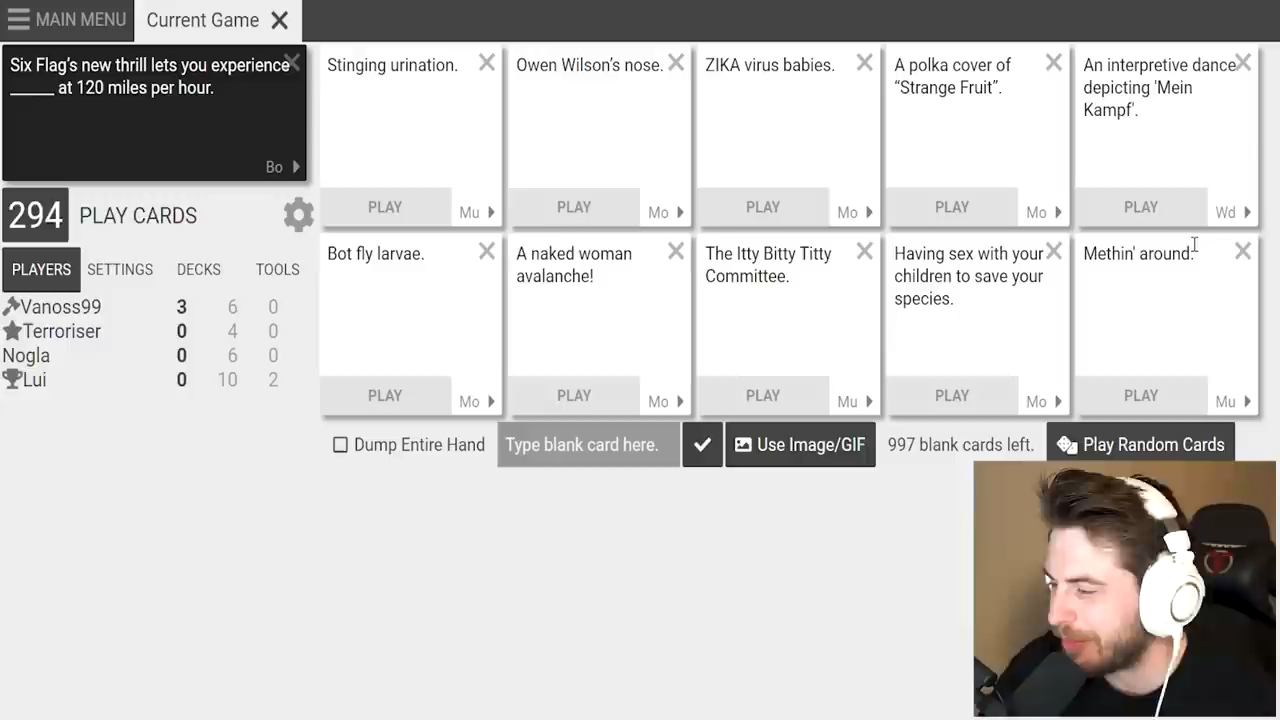 MAIN MENU
Current Game
Six Flag's new thrill lets you experience
______ at 120 miles per hour.
Bo
294 PLAY CARDS
PLAYERS SETTINGS DECKS TOOLS
Vanoss99 3 6 0
Terroriser 0 4 0
Nogla 0 6 0
Lui 0 10 2
Stinging urination.
PLAY Mu
Owen Wilson's nose.
PLAY Mo
ZIKA virus babies.
PLAY Mo
A polka cover of
“Strange Fruit”.
PLAY Mo
An interpretive dance
depicting 'Mein
Kampf'.
PLAY Wd
Bot fly larvae.
PLAY Mo
A naked woman
avalanche!
PLAY Mo
The Itty Bitty Titty
Committee.
PLAY Mu
Having sex with your
children to save your
species.
PLAY Mo
Methin' around.
PLAY Mu
Dump Entire Hand
Type blank card here.
Use Image/GIF
997 blank cards left.
Play Random Cards